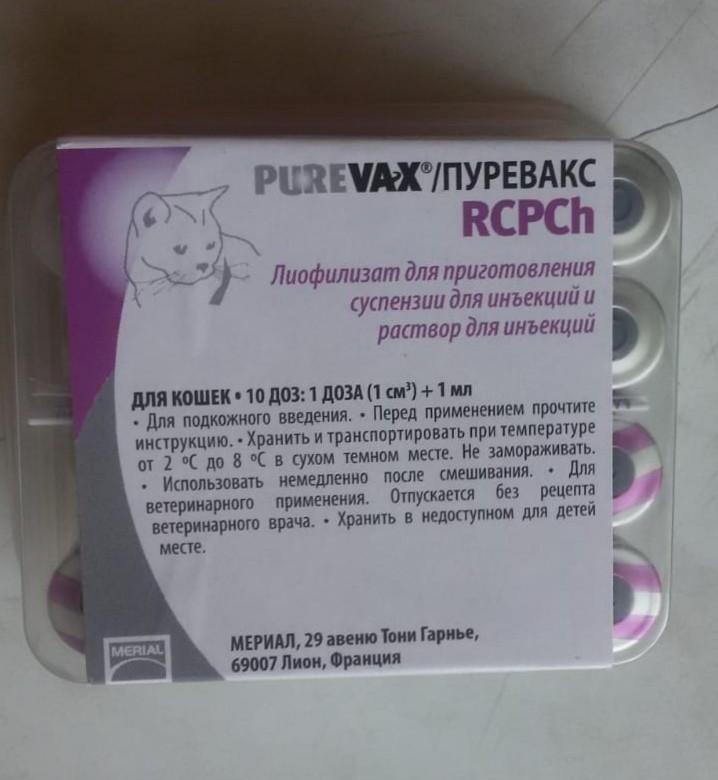 PUREVAX®/ПУРЕВАКС
RCPCh
Лиофилизат для приготовления
суспензии для инъекций и
раствор для инъекций
ДЛЯ КОШЕК • 10 ДОЗ: 1 ДОЗА (1 см³) + 1 мл
• Для подкожного введения. • Перед применением прочтите
инструкцию. • Хранить и транспортировать при температуре
от 2 ºC до 8 ºC в сухом темном месте. Не замораживать.
• Использовать немедленно после смешивания. • Для
ветеринарного применения. Отпускается без рецепта
ветеринарного врача. • Хранить в недоступном для детей
месте.
MERIAL
МЕРИАЛ, 29 авеню Тони Гарнье,
69007 Лион, Франция